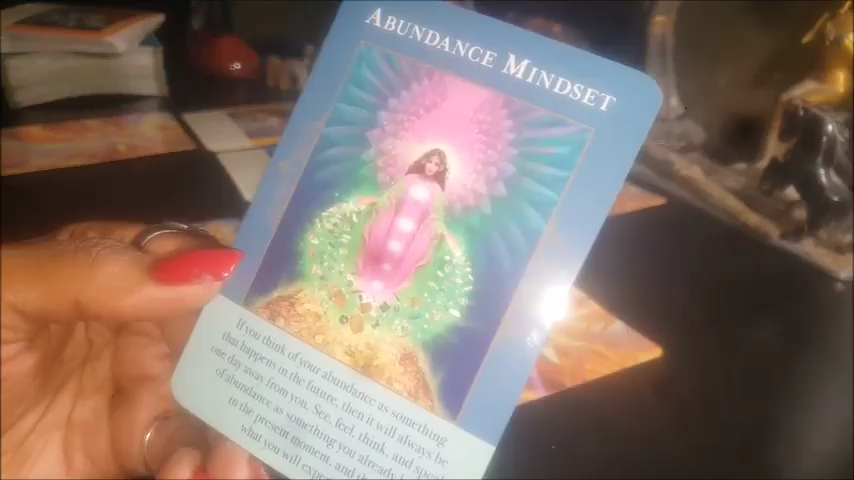 ABUNDANCE MINDSET
If you think of your abundance as something
that happens in the future, then it will always be
one day away from you. See, feel, think, and speak
of abundance as something you already
in the present moment, and
what you will